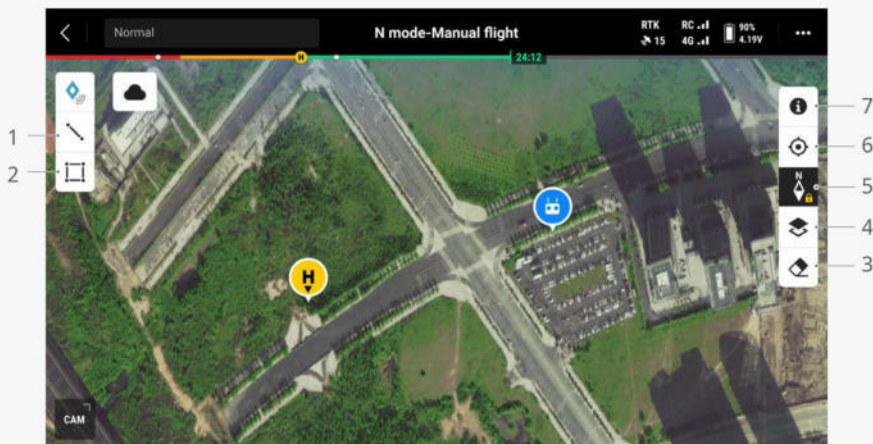 Normal
N mode-Manual flight
RTK
15
RC
4G
90%
4.19V
H
24:12
1
2
7
6
N
5
4
3
H
CAM